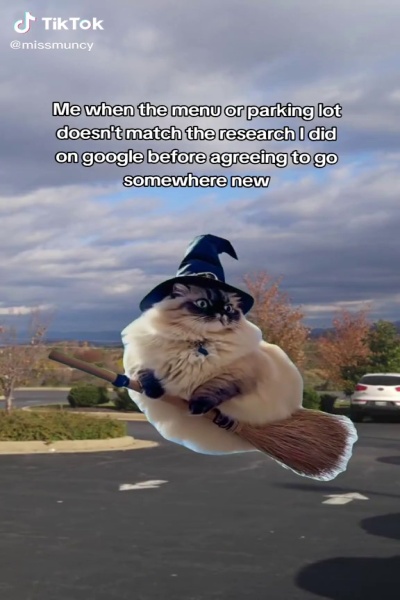 TikTok
@missmuncy
Me when the menu or parking lot
doesn't match the research I did
on google before agreeing to go
somewhere new